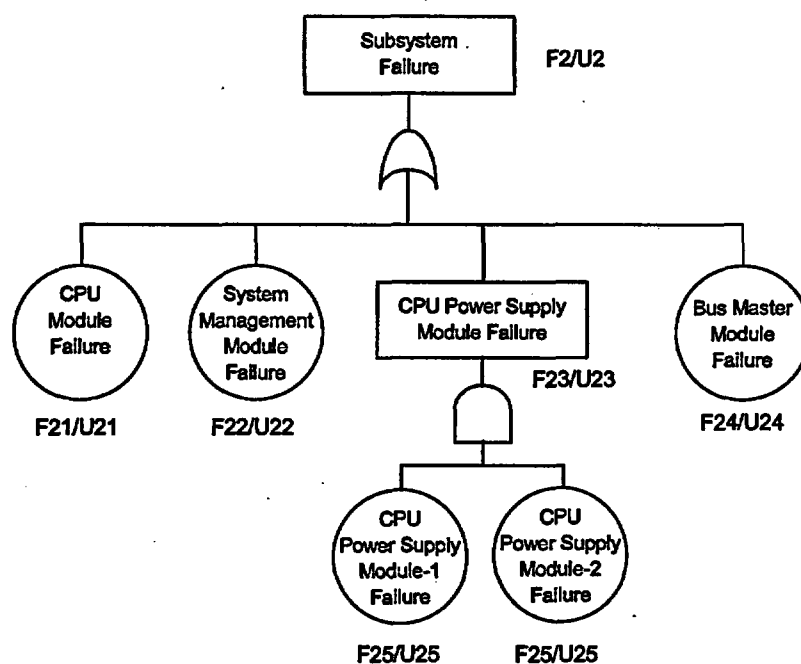 Subsystem
Failure
F2/U2
CPU
Module
Failure
System
Management
Module
Failure
CPU Power Supply
Module Failure
Bus Master
Module
Failure
F21/U21
F22/U22
F23/U23
F24/U24
CPU
Power Supply
Module-1
Failure
CPU
Power Supply
Module-2
Failure
F25/U25
F25/U25